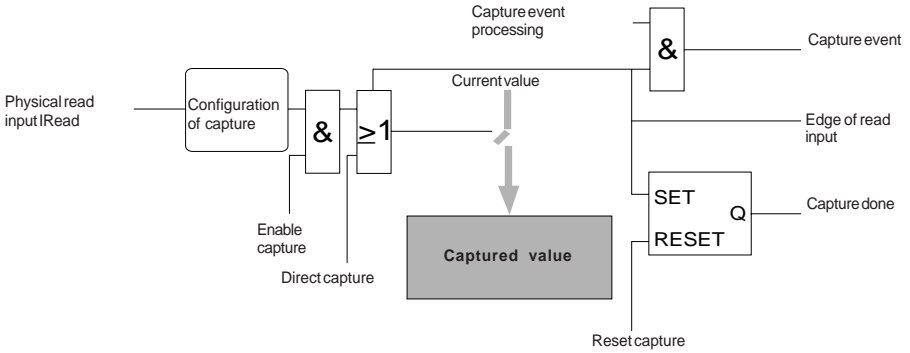 Capture event
processing
&
Capture event
Current value
Physical read
input IRead
Configuration
of capture
&
≥1
Edge of read
input
SET
Q
RESET
Capture done
Enable
capture
Direct capture
Captured value
Reset capture